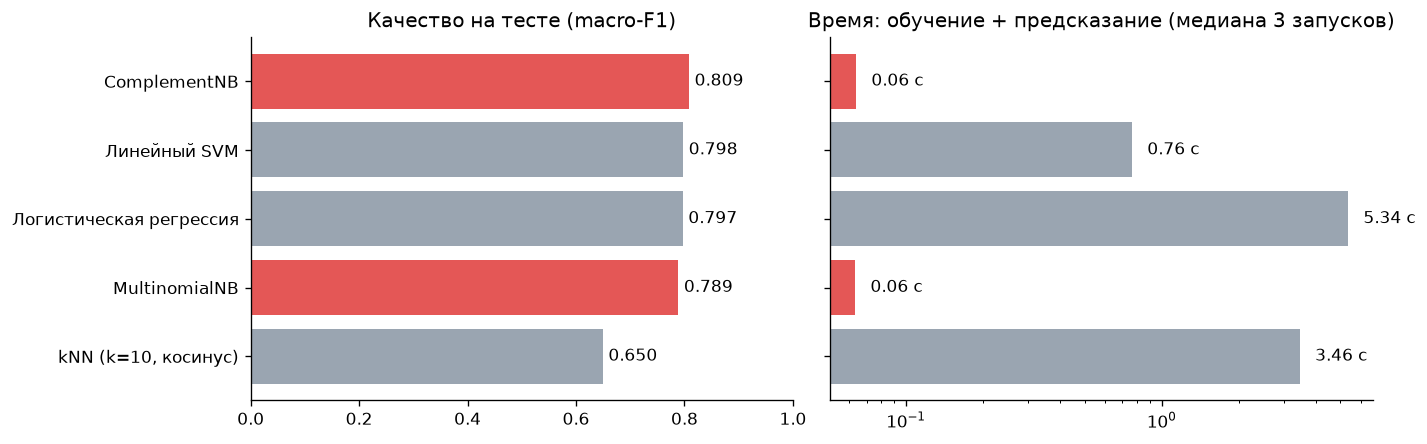 Качество на тесте (macro-F1)
ComplementNB
0.809
Линейный SVM
0.798
Логистическая регрессия
0.797
MultinomialNB
0.789
kNN (k=10, косинус)
0.650
0.0 0.2 0.4 0.6 0.8 1.0
Время: обучение + предсказание (медиана 3 запусков)
0.06 с
0.76 с
5.34 с
0.06 с
3.46 с
10⁻¹ 10⁰